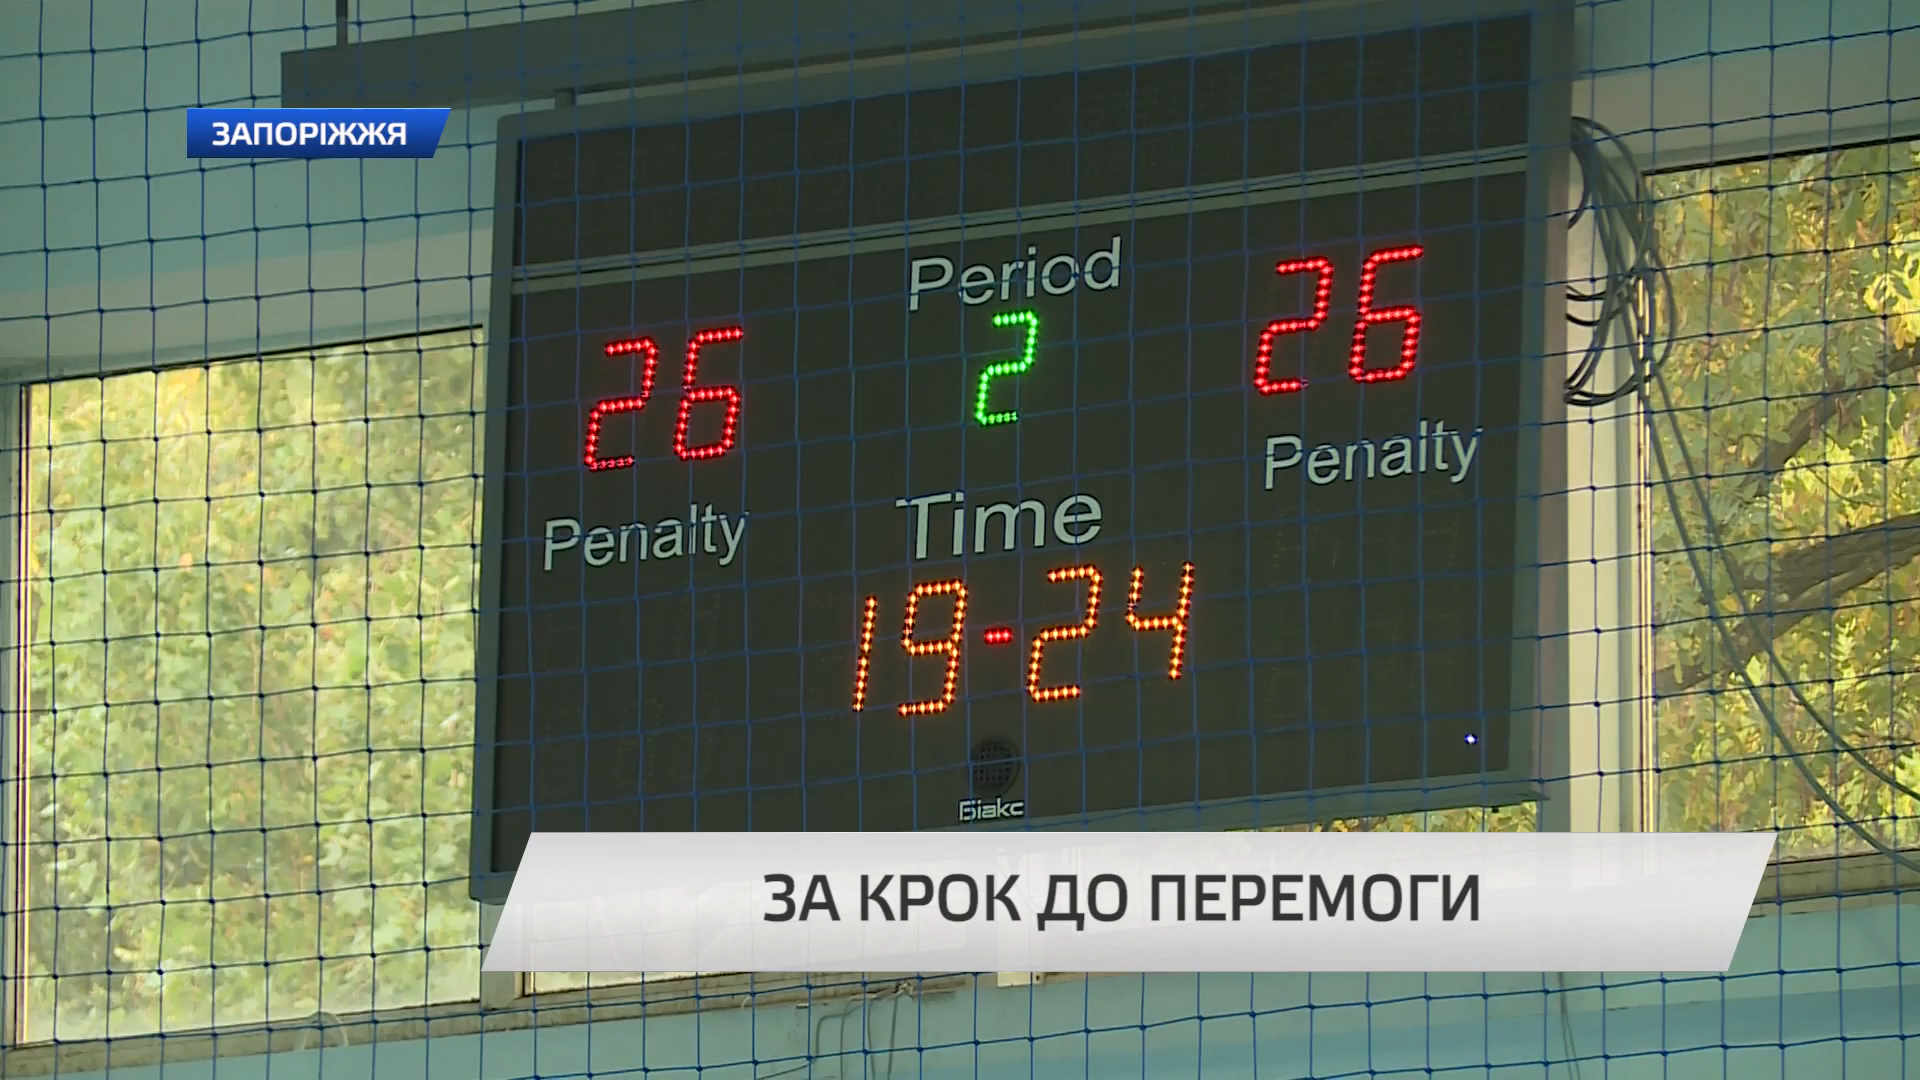 ЗАПОРІЖЖЯ
Period
26 2 26
Penalty Time Penalty
19-24
Біакс
ЗА КРОК ДО ПЕРЕМОГИ